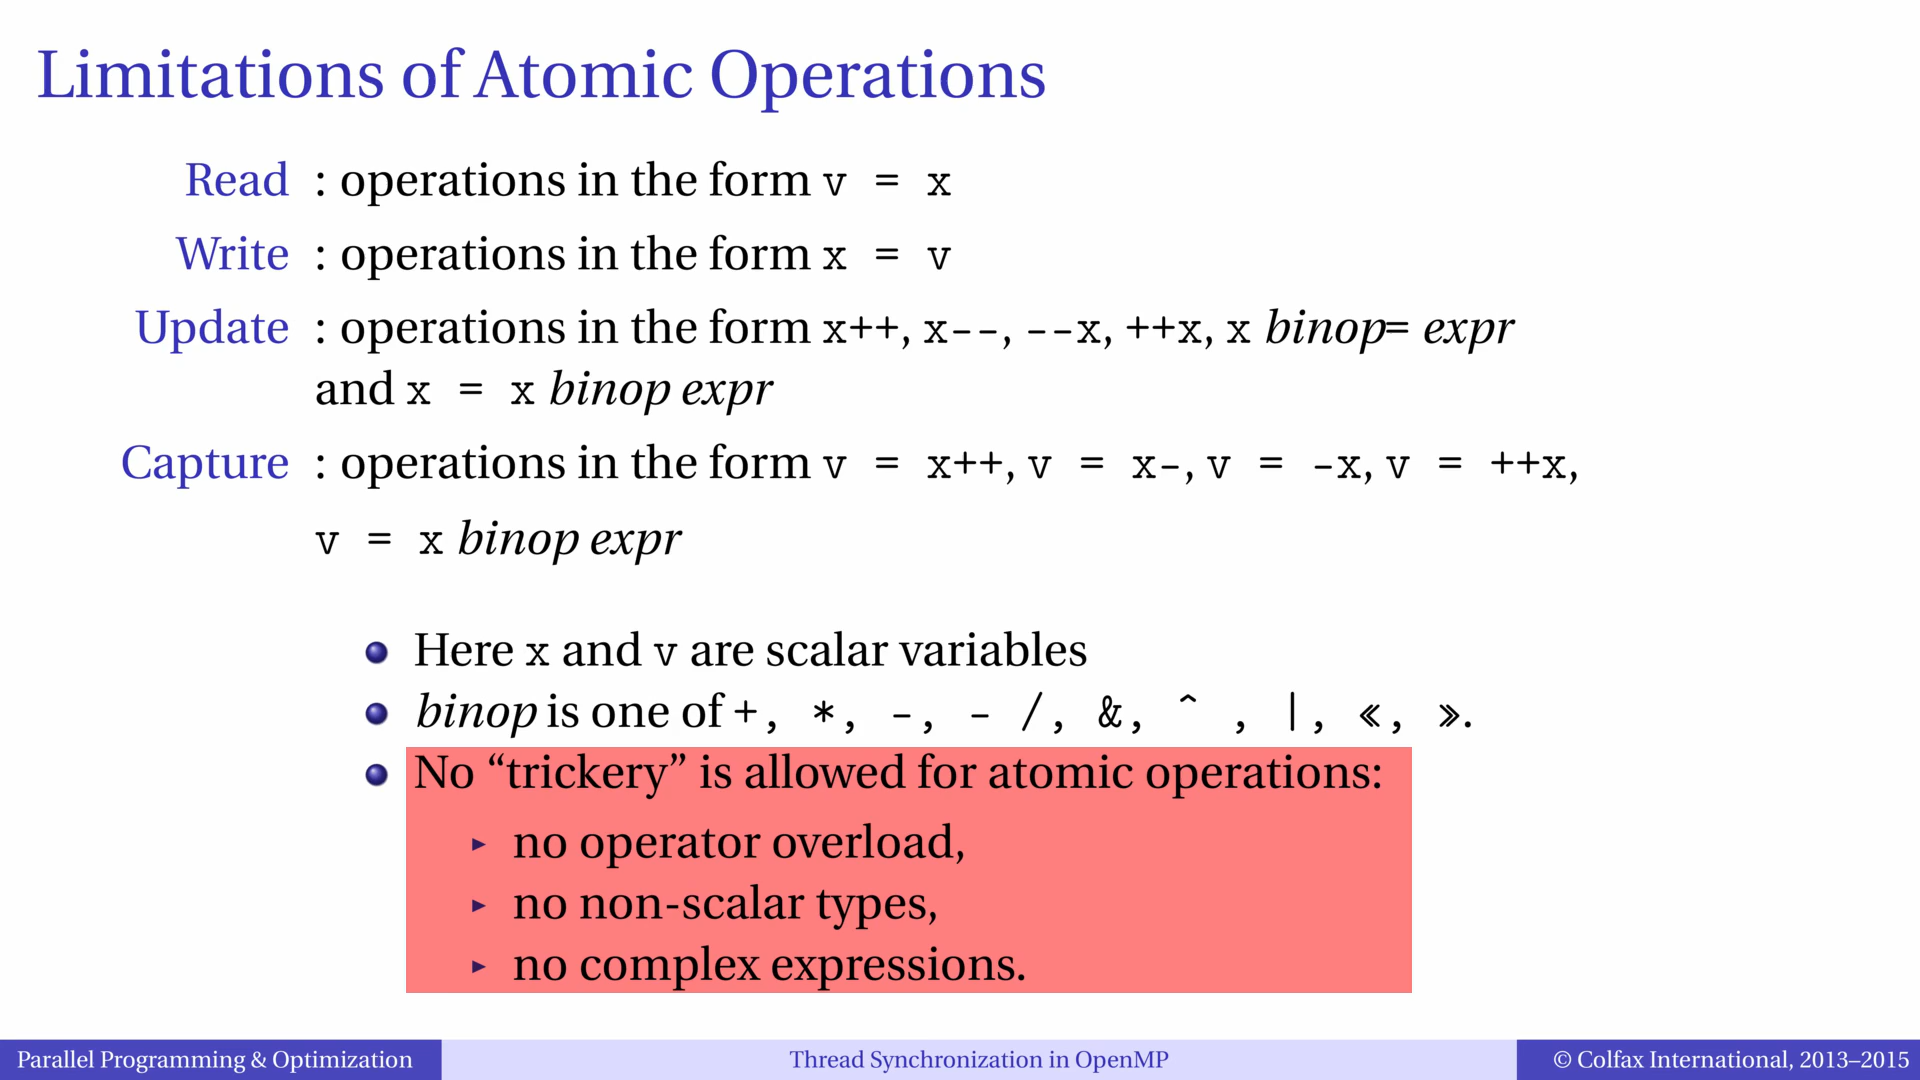 Limitations of Atomic Operations
Read : operations in the form v = x
Write : operations in the form x = v
Update : operations in the form x++, x--, --x, ++x, x binop= expr
and x = x binop expr
Capture : operations in the form v = x++, v = x–, v = –x, v = ++x,
v = x binop expr
Here x and v are scalar variables
binop is one of +, *, -, - /, &, ^ , |, «, ».
No “trickery” is allowed for atomic operations:
no operator overload,
no non-scalar types,
no complex expressions.
Parallel Programming & Optimization
Thread Synchronization in OpenMP
© Colfax International, 2013–2015